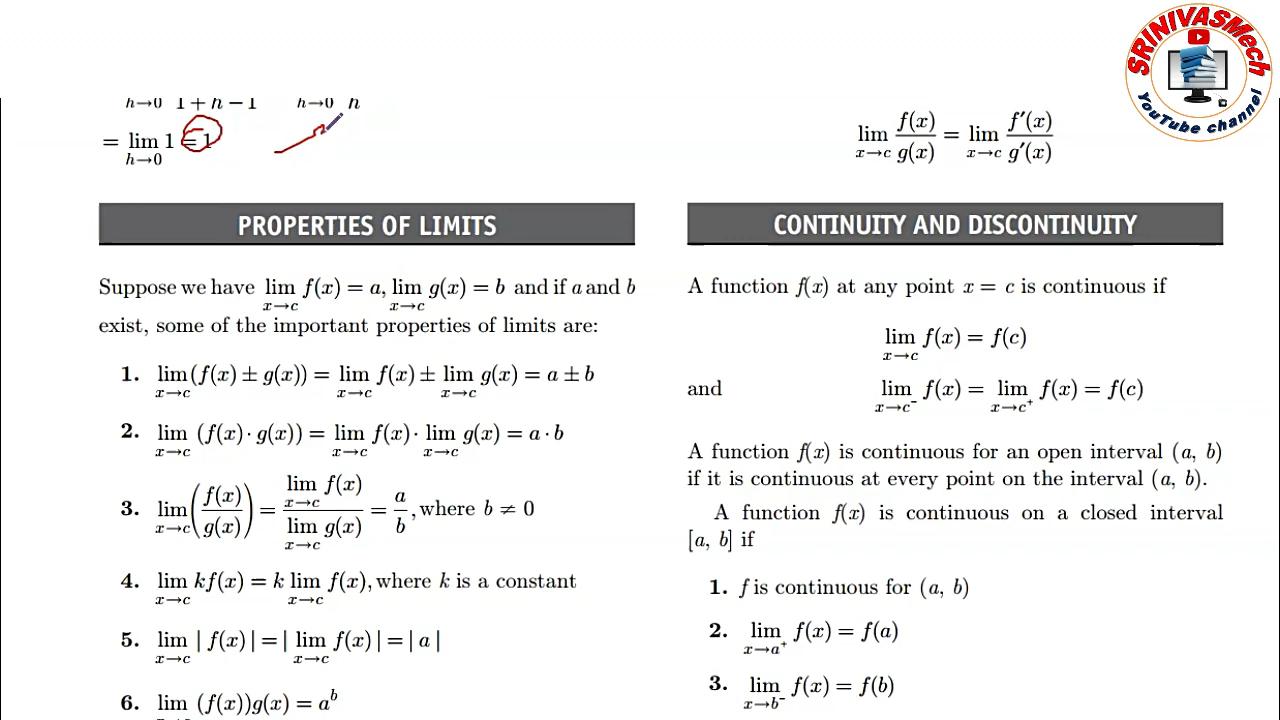 h→0 1 + h − 1 h→0 h
= lim 1 = 1
h→0
PROPERTIES OF LIMITS
Suppose we have lim f(x) = a, lim g(x) = b and if a and b
x→c x→c
exist, some of the important properties of limits are:
1. lim(f(x) ± g(x)) = lim f(x) ± lim g(x) = a ± b
x→c x→c x→c
2. lim (f(x) · g(x)) = lim f(x) · lim g(x) = a · b
x→c x→c x→c
3. lim(f(x)/g(x)) = lim f(x) / lim g(x) = a/b, where b ≠ 0
x→c x→c x→c
4. lim kf(x) = k lim f(x), where k is a constant
x→c x→c
5. lim | f(x) | = | lim f(x) | = | a |
x→c x→c
6. lim (f(x))g(x) = a^b
lim f(x)/g(x) = lim f′(x)/g′(x)
x→c x→c
CONTINUITY AND DISCONTINUITY
A function f(x) at any point x = c is continuous if
lim f(x) = f(c)
x→c
and lim f(x) = lim f(x) = f(c)
x→c⁻ x→c⁺
A function f(x) is continuous for an open interval (a, b)
if it is continuous at every point on the interval (a, b).
A function f(x) is continuous on a closed interval
[a, b] if
1. f is continuous for (a, b)
2. lim f(x) = f(a)
x→a⁺
3. lim f(x) = f(b)
x→b⁻
SRINIVASMech
YouTube channel